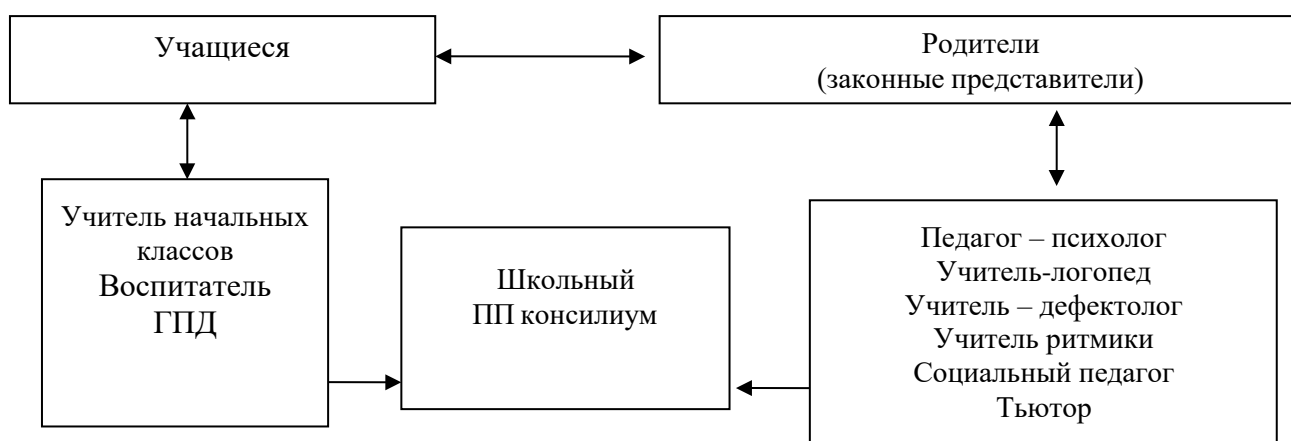 Учащиеся
Родители
(законные представители)
Учитель начальных
классов
Воспитатель
ГПД
Школьный
ПП консилиум
Педагог – психолог
Учитель-логопед
Учитель – дефектолог
Учитель ритмики
Социальный педагог
Тьютор